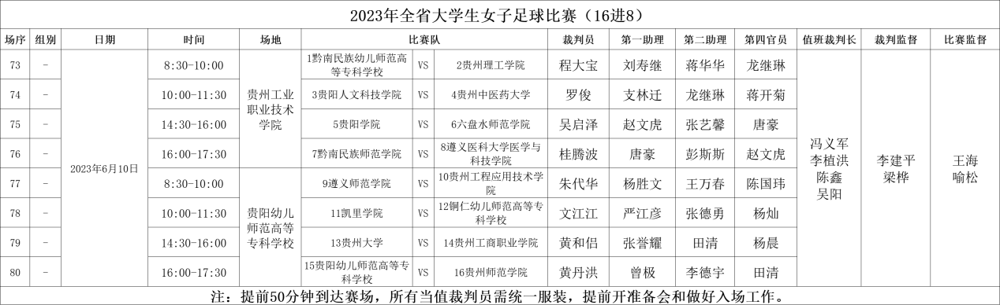 2023年全省大学生女子足球比赛（16进8）
场序 组别 日期 时间 场地 比赛队 裁判员 第一助理 第二助理 第四官员 值班裁判长 裁判监督 比赛监督
73 - 2023年6月10日 8:30-10:00 贵州工业职业技术学院 1黔南民族幼儿师范高等专科学校 VS 2贵州理工学院 程大宝 刘寿继 蒋华华 龙继琳 冯义军 李植洪 陈鑫 吴阳 李建平 梁桦 王海 喻松
74 - 10:00-11:30 3贵阳人文科技学院 VS 4贵州中医药大学 罗俊 支林迁 龙继琳 蒋开菊
75 - 14:30-16:00 5贵阳学院 VS 6六盘水师范学院 吴启泽 赵文虎 张艺馨 唐豪
76 - 16:00-17:30 7黔南民族师范学院 VS 8遵义医科大学医学与科技学院 桂腾波 唐豪 彭斯斯 赵文虎
77 - 8:30-10:00 贵阳幼儿师范高等专科学校 9遵义师范学院 VS 10贵州工程应用技术学院 朱代华 杨胜文 王万春 陈国玮
78 - 10:00-11:30 11凯里学院 VS 12铜仁幼儿师范高等专科学校 文江江 严江彦 张德勇 杨灿
79 - 14:30-16:00 13贵州大学 VS 14贵州工商职业学院 黄和侣 张誉耀 田清 杨晨
80 - 16:00-17:30 15贵阳幼儿师范高等专科学校 VS 16贵州师范学院 黄丹洪 曾极 李德宇 田清
注：提前50分钟到达赛场，所有当值裁判员需统一服装，提前开准备会和做好入场工作。